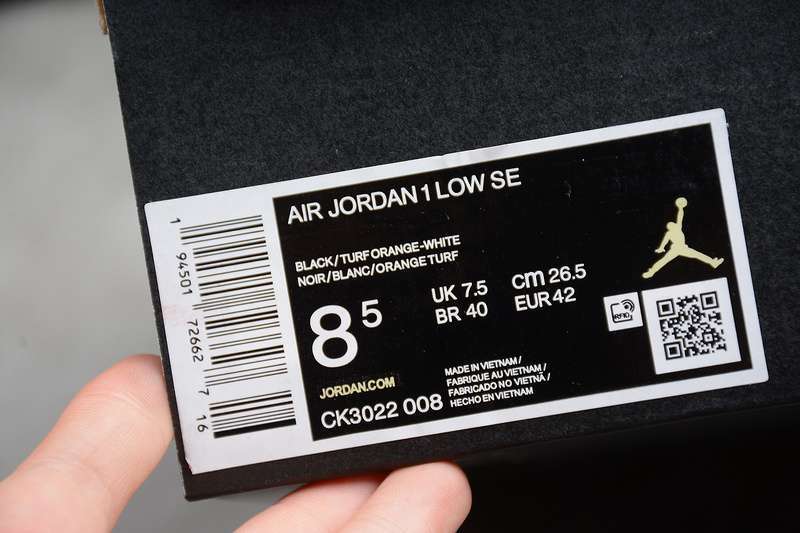 AIR JORDAN 1 LOW SE
BLACK/TURF ORANGE-WHITE
NOIR/BLANC/ORANGE TURF
8 5
UK 7.5
BR 40
cm 26.5
EUR 42
RFID
JORDAN.COM
CK3022 008
MADE IN VIETNAM/
FABRIQUE AU VIETNAM/
FABRICADO NO VIETNÃ/
HECHO EN VIETNAM
1 94501 72662 7 16